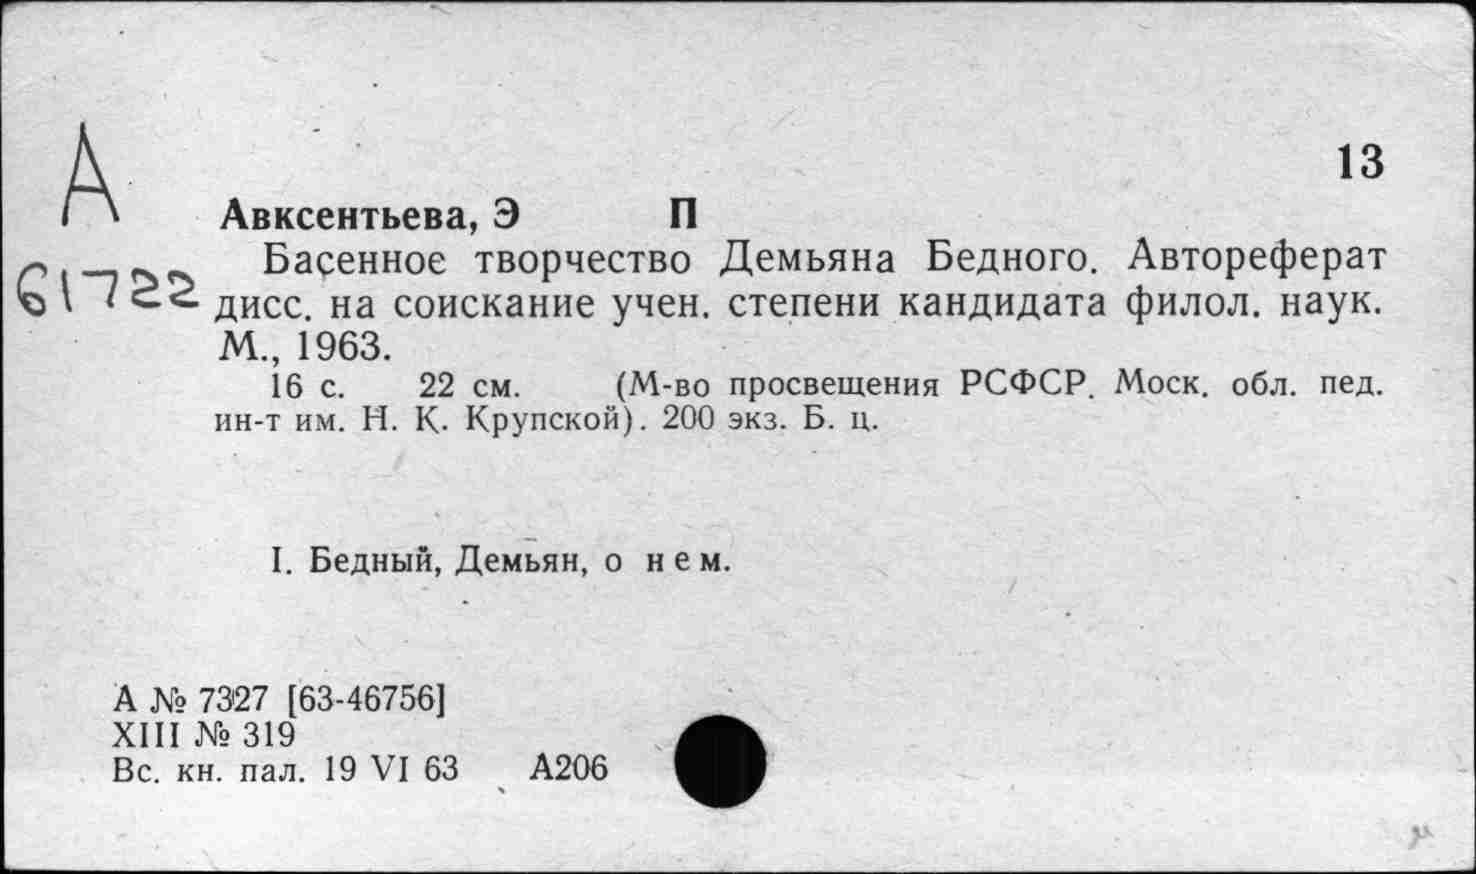 13
А
61722
Авксентьева, Э П
Басенное творчество Демьяна Бедного. Автореферат
дисс. на соискание учен. степени кандидата филол. наук.
М., 1963.
16 с. 22 см. (М-во просвещения РСФСР. Моск. обл. пед.
ин-т им. Н. К. Крупской). 200 экз. Б. ц.
I. Бедный, Демьян, о нем.
А № 7327 [63-46756]
XIII № 319
Вс. кн. пал. 19 VI 63 А206